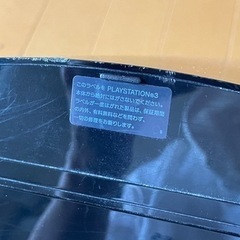 このラベルを PLAYSTATION®3
本体から絶対にはがさないでください。
ラベルが一度はがれた製品は、保証期間
の内外、有料無料などを問わず、
一切の修理をお断りします。